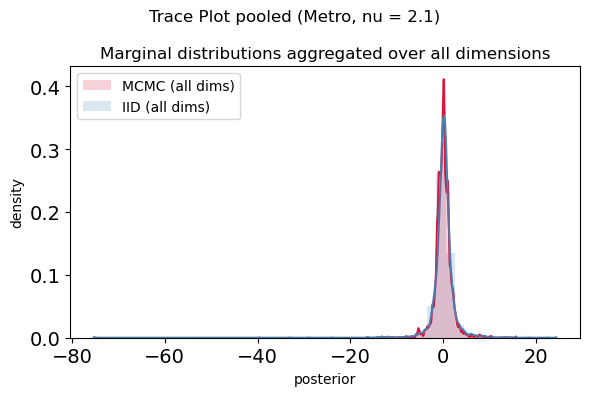 Trace Plot pooled (Metro, nu = 2.1)
Marginal distributions aggregated over all dimensions
MCMC (all dims)
IID (all dims)
density
0.4
0.3
0.2
0.1
0.0
−80 −60 −40 −20 0 20
posterior